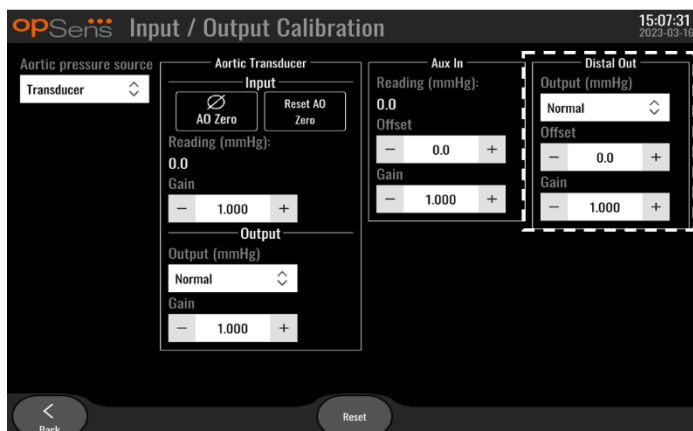 opSens Input / Output Calibration
15:07:31
2023-03-16
Aortic pressure source
Transducer
Aortic Transducer
Input
AO Zero
Reset AO
Zero
Reading (mmHg):
0.0
Gain
− 1.000 +
Output
Output (mmHg)
Normal
Gain
− 1.000 +
Aux In
Reading (mmHg):
0.0
Offset
− 0.0 +
Gain
− 1.000 +
Distal Out
Output (mmHg)
Normal
Offset
− 0.0 +
Gain
− 1.000 +
Back
Reset